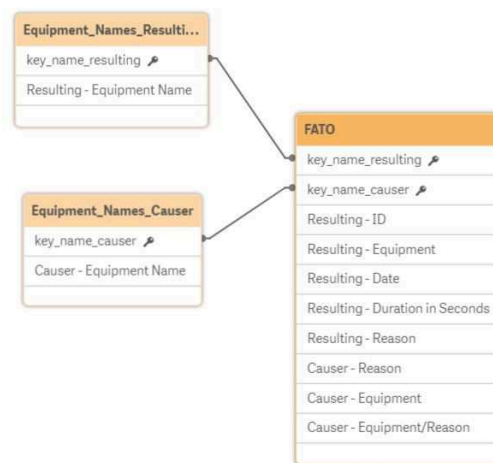 Equipment_Names_Resulti...
key_name_resulting
Resulting - Equipment Name
Equipment_Names_Causer
key_name_causer
Causer - Equipment Name
FATO
key_name_resulting
key_name_causer
Resulting - ID
Resulting - Equipment
Resulting - Date
Resulting - Duration in Seconds
Resulting - Reason
Causer - Reason
Causer - Equipment
Causer - Equipment/Reason